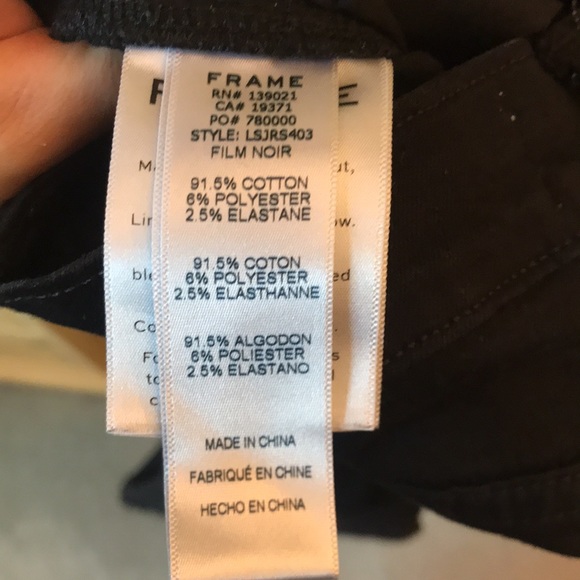 FRAME
RN# 139021
CA# 19371
PO# 780000
STYLE: LSJRS403
FILM NOIR
91.5% COTTON
6% POLYESTER
2.5% ELASTANE
91.5% COTON
6% POLYESTER
2.5% ELASTHANNE
91.5% ALGODON
6% POLIESTER
2.5% ELASTANO
MADE IN CHINA
FABRIQUÉ EN CHINE
HECHO EN CHINA